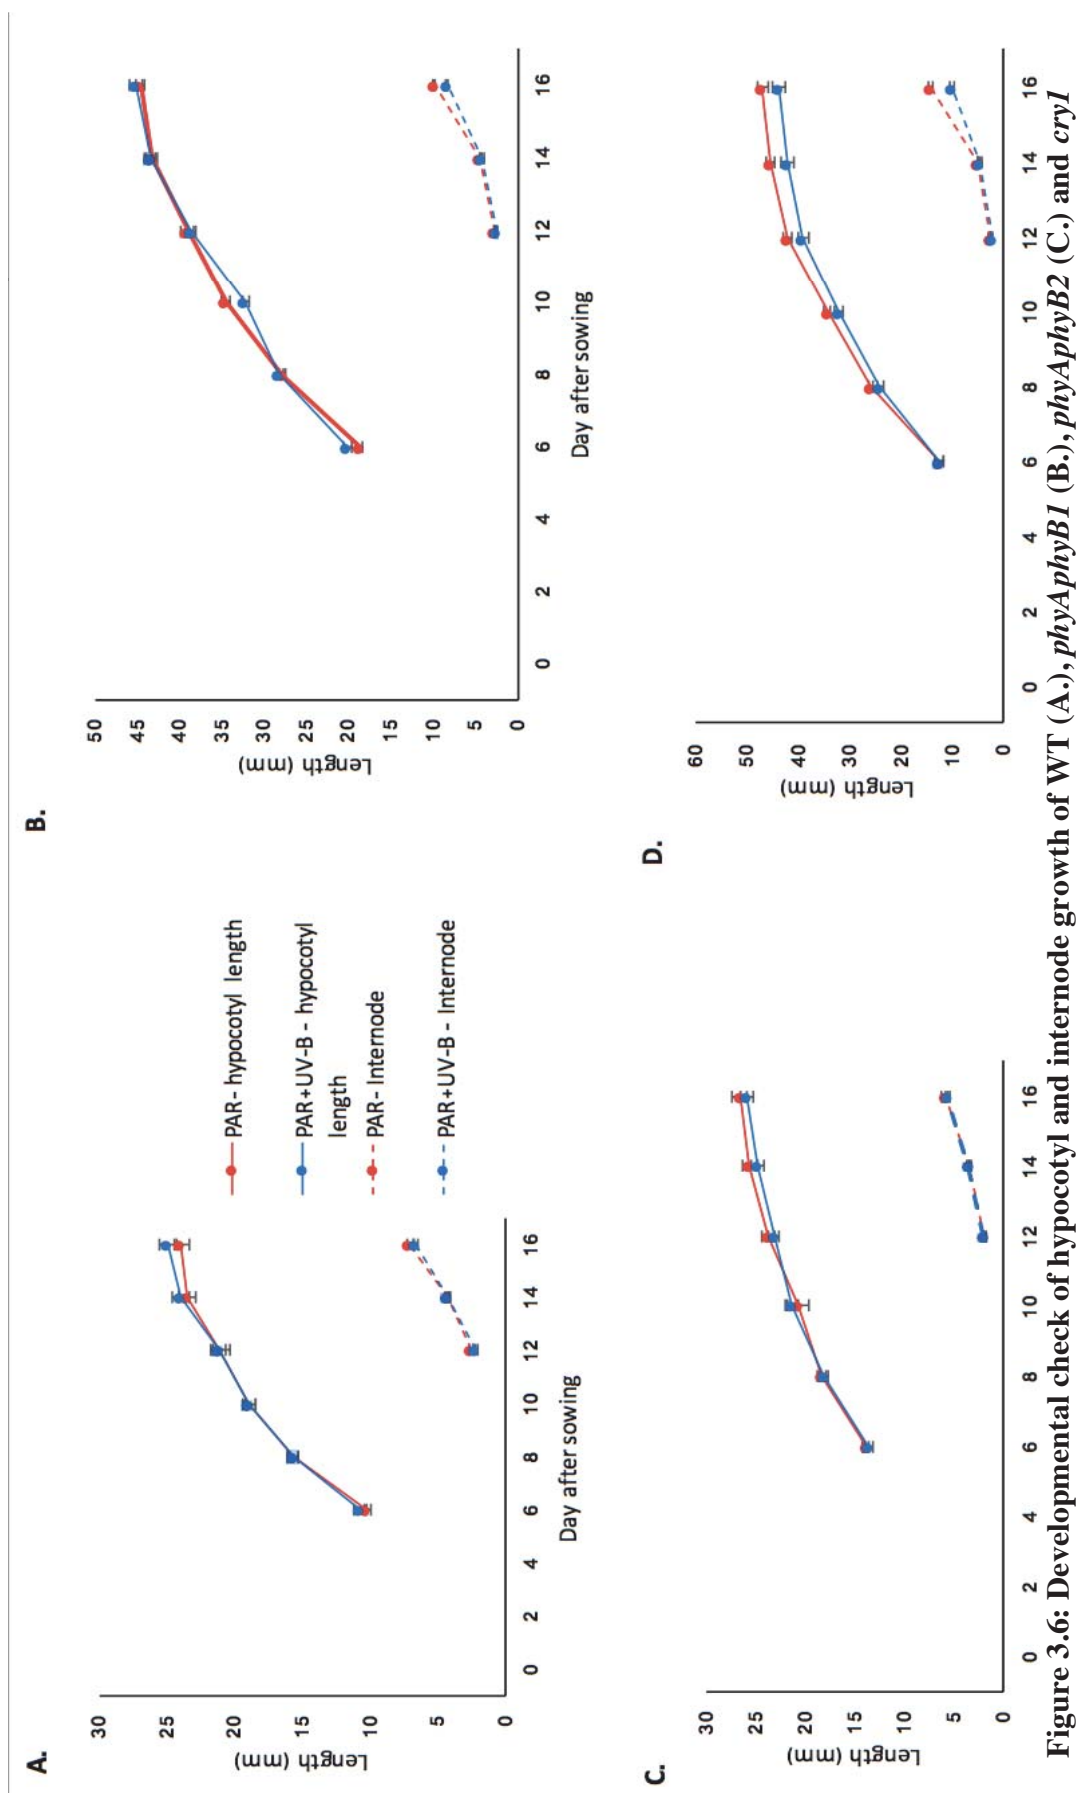 A.
30
25
20
15
10
5
0
Length (mm)
0 2 4 6 8 10 12 14 16
Day after sowing
PAR- hypocotyl length
PAR+UV-B - hypocotyl
length
PAR- Internode
PAR+UV-B - Internode
B.
50
45
40
35
30
25
20
15
10
5
0
Length (mm)
0 2 4 6 8 10 12 14 16
Day after sowing
C.
30
25
20
15
10
5
0
Length (mm)
0 2 4 6 8 10 12 14 16
D.
60
50
40
30
20
10
0
Length (mm)
0 2 4 6 8 10 12 14 16
Figure 3.6: Developmental check of hypocotyl and internode growth of WT (A.), phyAphyB1 (B.), phyAphyB2 (C.) and cry1